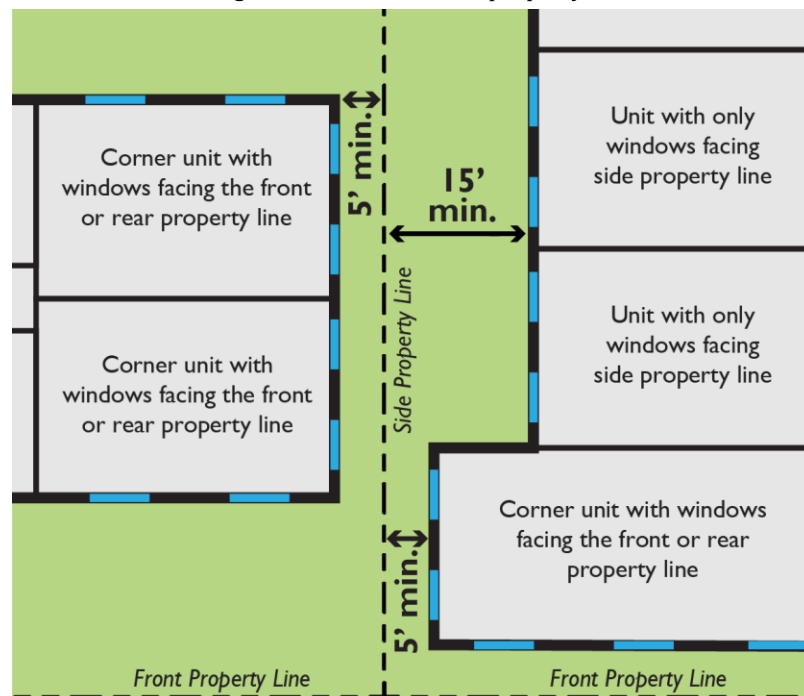 Corner unit with
windows facing the front
or rear property line
5’ min.
15’
min.
Unit with only
windows facing
side property line
Side Property Line
Corner unit with
windows facing the front
or rear property line
Unit with only
windows facing
side property line
5’ min.
Corner unit with windows
facing the front or rear
property line
Front Property Line
Front Property Line